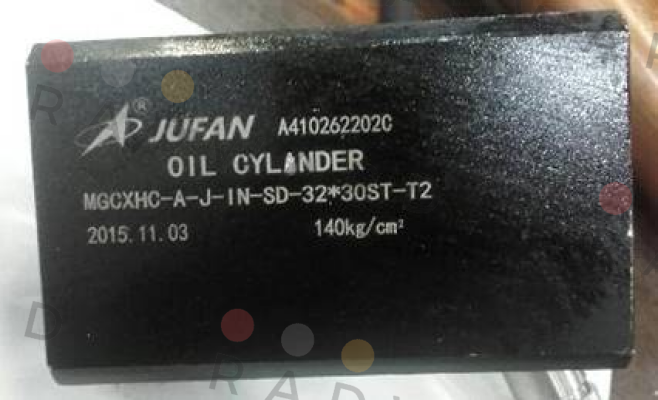 ® JUFAN A410262202C
OIL CYLANDER
MGCXHC-A-J-IN-SD-32*30ST-T2
2015.11.03 140kg/cm²